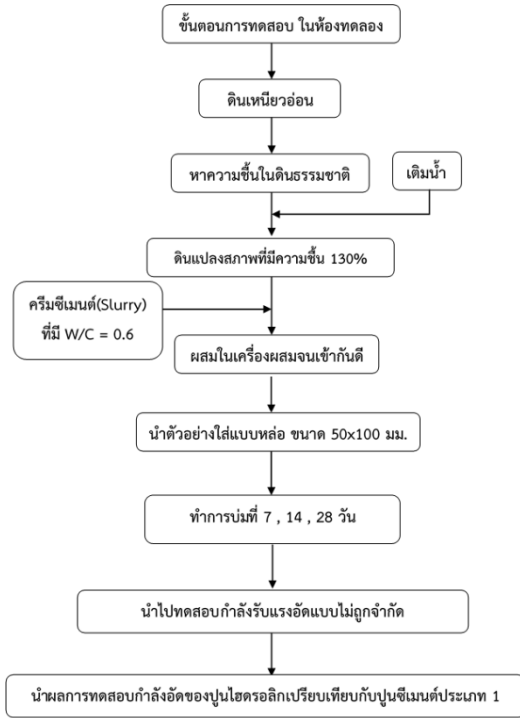 ขั้นตอนการทดสอบ ในห้องทดลอง
ดินเหนียวอ่อน
หาความชื้นในดินธรรมชาติ
เติมน้ำ
ดินแปลงสภาพที่มีความชื้น 130%
ครีมซีเมนต์(Slurry)
ที่มี W/C = 0.6
ผสมในเครื่องผสมจนเข้ากันดี
นำตัวอย่างใส่แบบหล่อ ขนาด 50x100 มม.
ทำการบ่มที่ 7 , 14 , 28 วัน
นำไปทดสอบกำลังรับแรงอัดแบบไม่ถูกจำกัด
นำผลการทดสอบกำลังอัดของปูนไฮดรอลิกเปรียบเทียบกับปูนซีเมนต์ประเภท 1